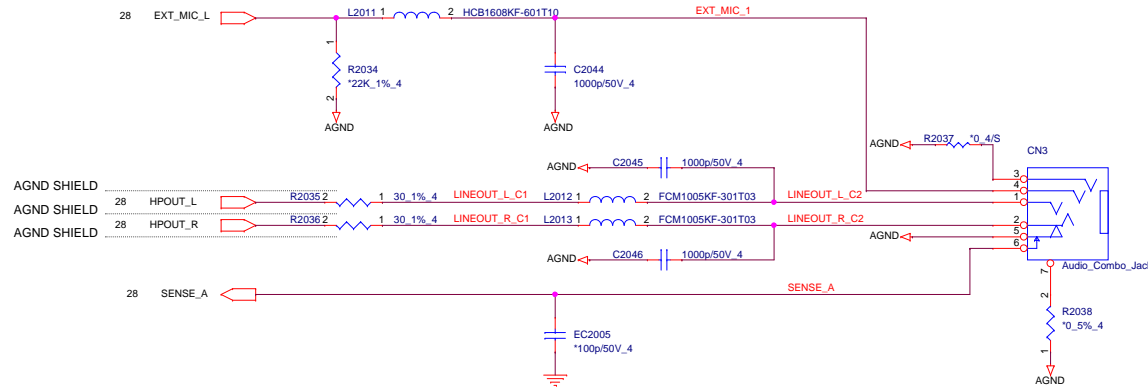 28 EXT_MIC_L L2011 1 2 HCB1608KF-601T10 EXT_MIC_1
1
R2034
*22K_1%_4
2
AGND
C2044
1000p/50V_4
AGND
AGND R2037 *0_4/S
CN3
AGND C2045 1000p/50V_4
3
4
1
2
5
6
AGND SHIELD
28 HPOUT_L R2035 2 1 30_1%_4 LINEOUT_L_C1 L2012 1 2 FCM1005KF-301T03 LINEOUT_L_C2
AGND SHIELD
28 HPOUT_R R2036 2 1 30_1%_4 LINEOUT_R_C1 L2013 1 2 FCM1005KF-301T03 LINEOUT_R_C2
AGND SHIELD
AGND
AGND C2046 1000p/50V_4
7
Audio_Combo_Jack
28 SENSE_A SENSE_A
2
R2038
*0_5%_4
1
AGND
EC2005
*100p/50V_4